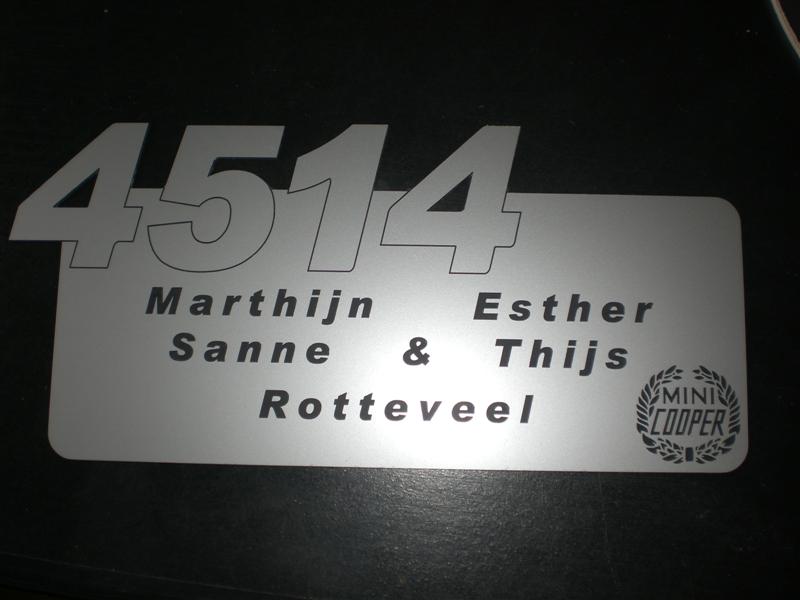 4514
Marthijn Esther
Sanne & Thijs
Rotteveel
MINI
COOPER